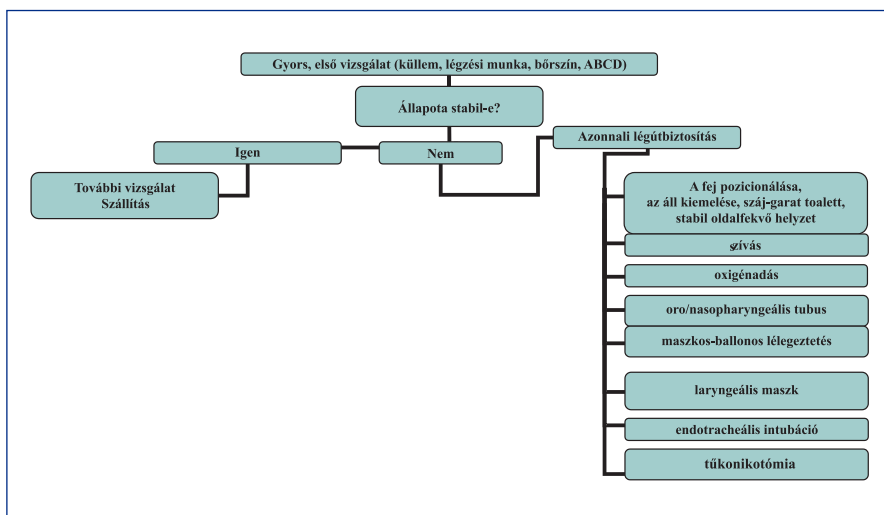 Gyors, első vizsgálat (küllem, légzési munka, bőrszín, ABCD)
Állapota stabil-e?
Azonnali légútbiztosítás
Igen
Nem
További vizsgálat
Szállítás
A fej pozicionálása,
az áll kiemelése, száj-garat toalett,
stabil oldalfekvő helyzet
szívás
oxigénadás
oro/nasopharyngeális tubus
maszkos-ballonos lélegeztetés
laryngeális maszk
endotracheális intubáció
tűkonikotómia